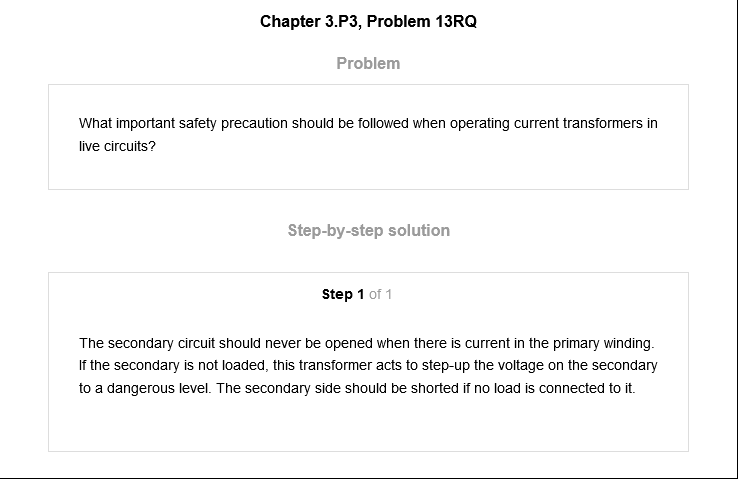 Chapter 3.P3, Problem 13RQ
Problem
What important safety precaution should be followed when operating current transformers in
live circuits?
Step-by-step solution
Step 1 of 1
The secondary circuit should never be opened when there is current in the primary winding.
If the secondary is not loaded, this transformer acts to step-up the voltage on the secondary
to a dangerous level. The secondary side should be shorted if no load is connected to it.